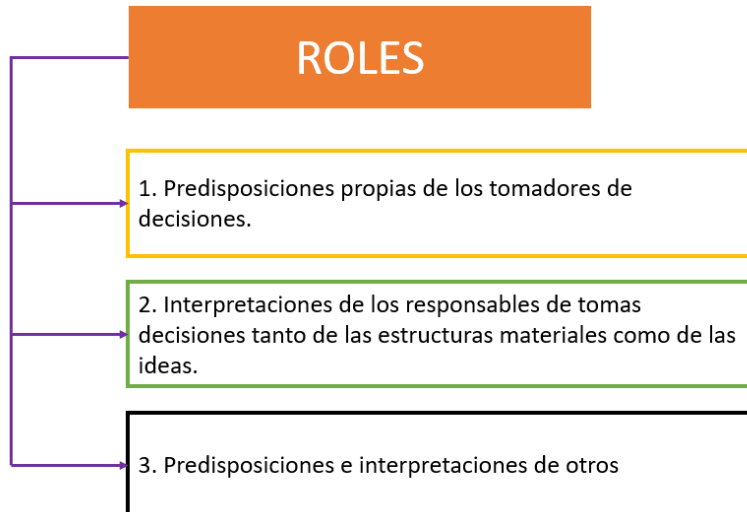 ROLES
1. Predisposiciones propias de los tomadores de
decisiones.
2. Interpretaciones de los responsables de tomas
decisiones tanto de las estructuras materiales como de las
ideas.
3. Predisposiciones e interpretaciones de otros